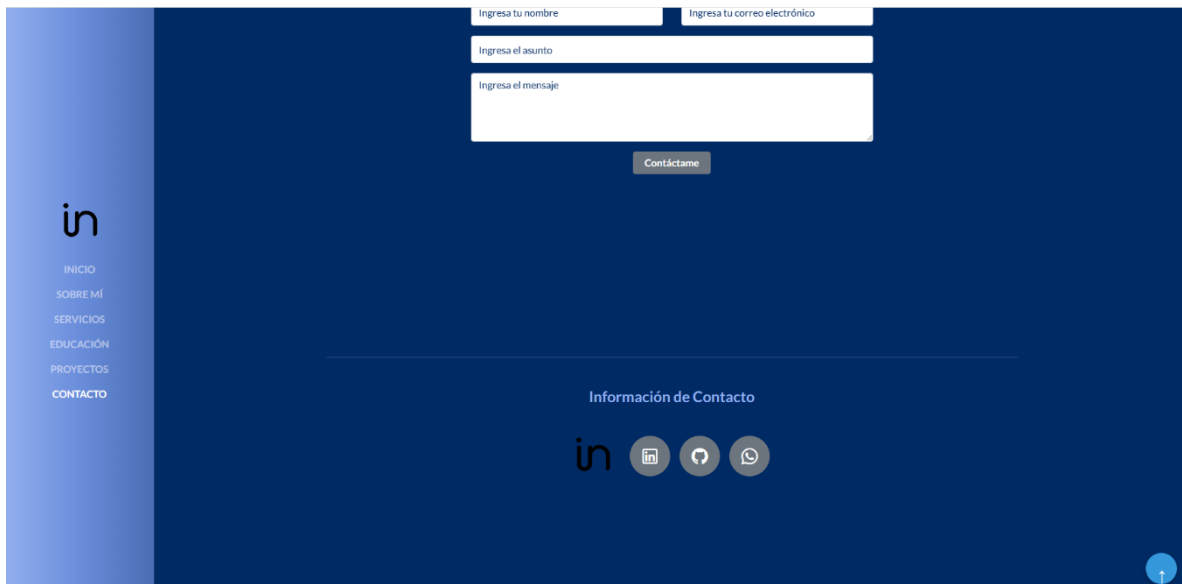 Ingresa tu nombre
Ingresa tu correo electrónico
Ingresa el asunto
Ingresa el mensaje
Contáctame
in
INICIO
SOBRE MÍ
SERVICIOS
EDUCACIÓN
PROYECTOS
CONTACTO
Información de Contacto
in
in
↑